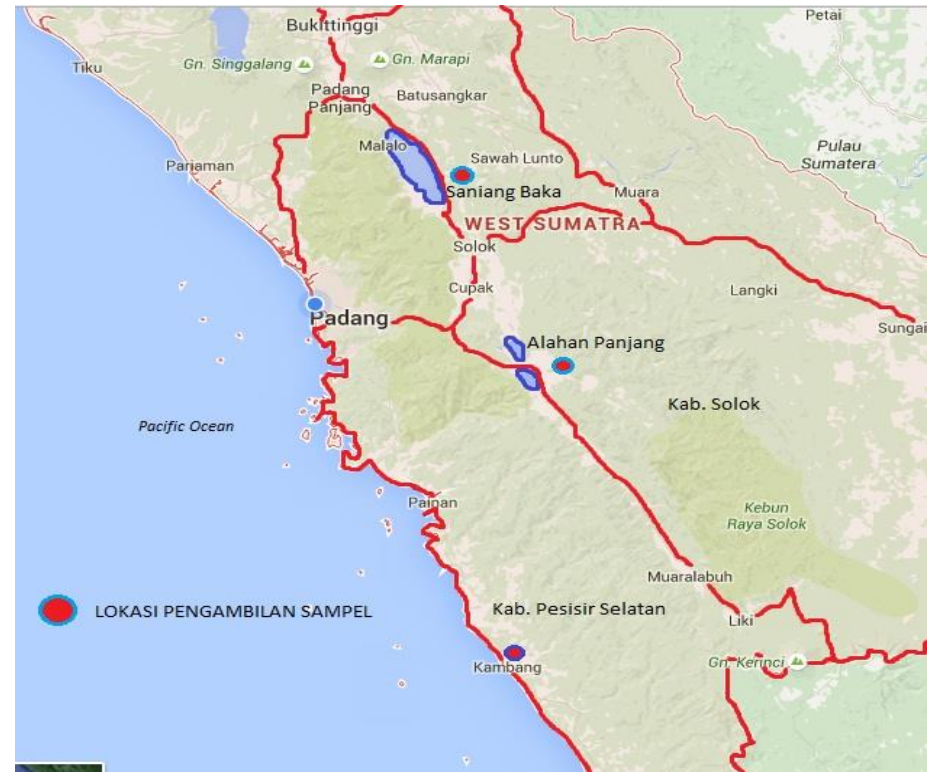 Petai
Bukittinggi
Tiku
Gn. Singgalang
Gn. Marapi
Padang
Panjang
Batusangkar
Malalo
Sawah Lunto
Pulau
Sumatera
Pariaman
Saniang Baka
Muara
WEST SUMATRA
Solok
Cupak
Langki
Padang
Sungai
Alahan Panjang
Kab. Solok
Pacific Ocean
Painan
Kebun
Raya Solok
Muaralabuh
LOKASI PENGAMBILAN SAMPEL
Kab. Pesisir Selatan
Liki
Kambang
Gn. Kerinci